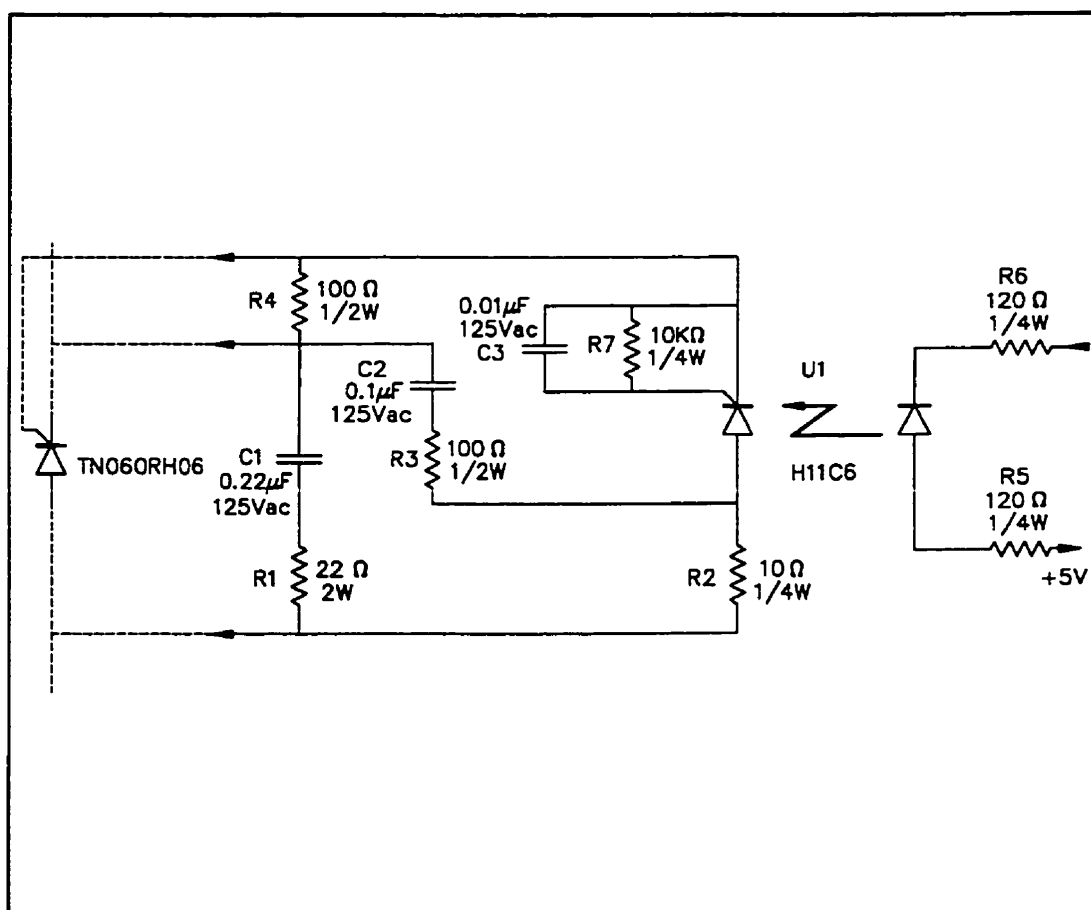 R4
100 Ω
1/2W
0.01µF
125Vac
C3
R7
10KΩ
1/4W
R6
120 Ω
1/4W
U1
C2
0.1µF
125Vac
TN060RH06
C1
0.22µF
125Vac
R3
100 Ω
1/2W
H11C6
R5
120 Ω
1/4W
+5V
R1
22 Ω
2W
R2
10 Ω
1/4W